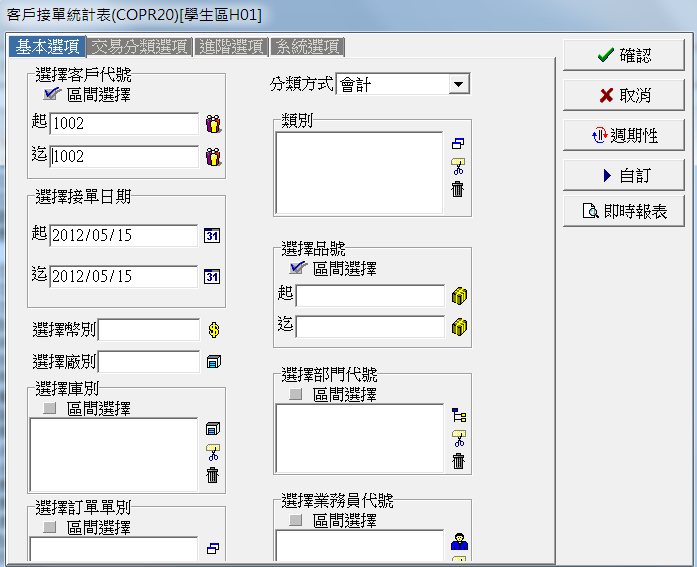 客戶接單統計表(COPR20)[學生區H01]
基本選項 交易分類選項 進階選項 系統選項
選擇客戶代號
區間選擇
起 1002
迄 1002
選擇接單日期
起 2012/05/15 31
迄 2012/05/15 31
選擇幣別 $
選擇廠別
選擇庫別
區間選擇
選擇訂單單別
區間選擇
分類方式 會計
類別
選擇品號
區間選擇
起
迄
選擇部門代號
區間選擇
選擇業務員代號
區間選擇
確認
取消
週期性
自訂
即時報表